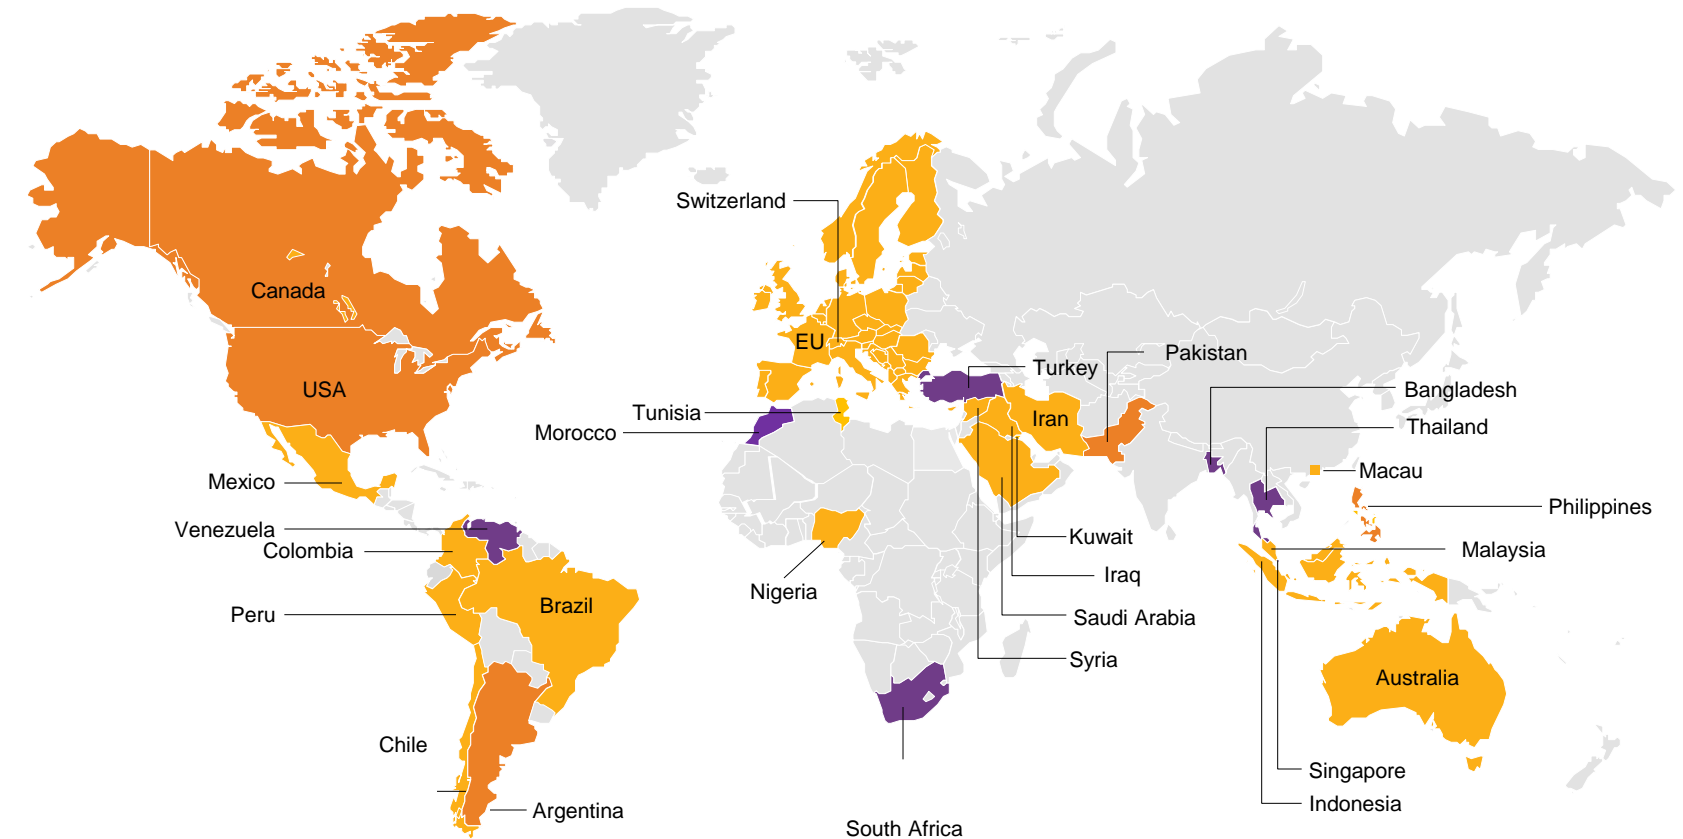 Switzerland
Canada
EU
Pakistan
Turkey
USA
Bangladesh
Tunisia
Iran
Thailand
Morocco
Macau
Mexico
Philippines
Venezuela
Kuwait
Colombia
Malaysia
Iraq
Nigeria
Brazil
Peru
Saudi Arabia
Syria
Australia
Chile
Singapore
Indonesia
Argentina
South Africa